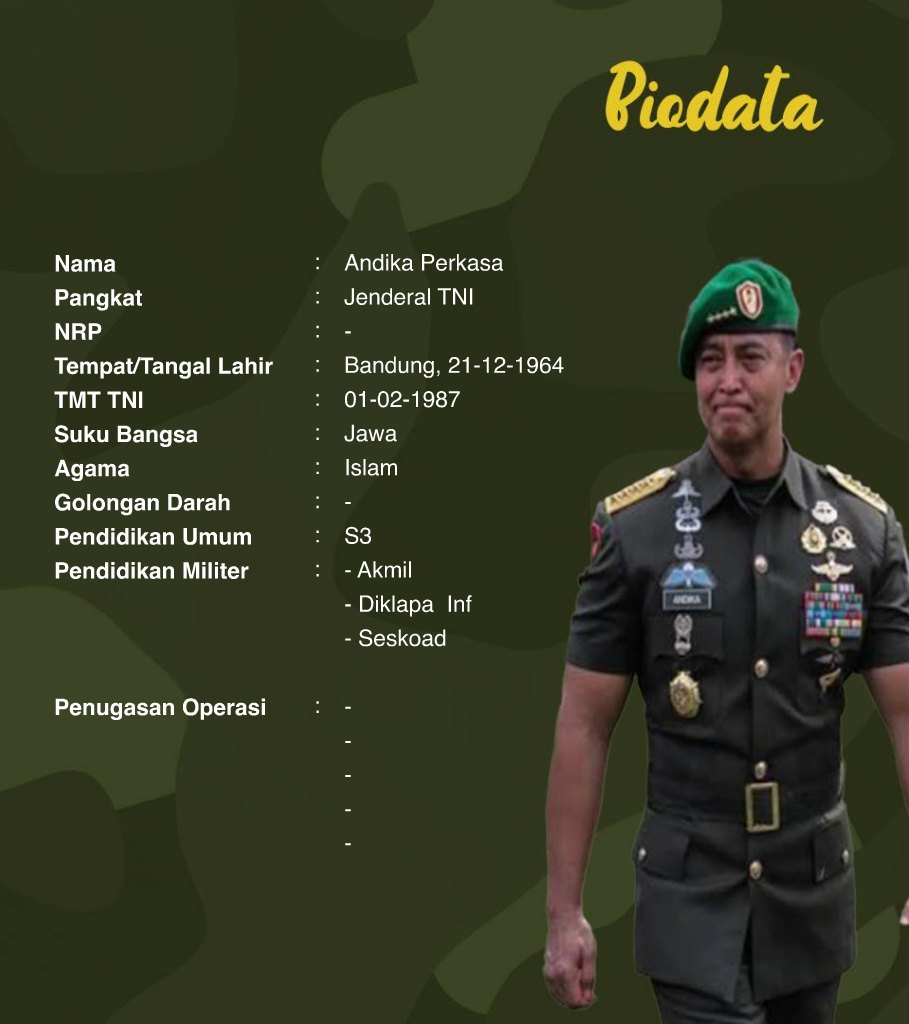 Biodata
Nama : Andika Perkasa
Pangkat : Jenderal TNI
NRP : -
Tempat/Tangal Lahir : Bandung, 21-12-1964
TMT TNI : 01-02-1987
Suku Bangsa : Jawa
Agama : Islam
Golongan Darah : -
Pendidikan Umum : S3
Pendidikan Militer : - Akmil
- Diklapa  Inf
- Seskoad
Penugasan Operasi : -
-
-
-
-
ANDIKA